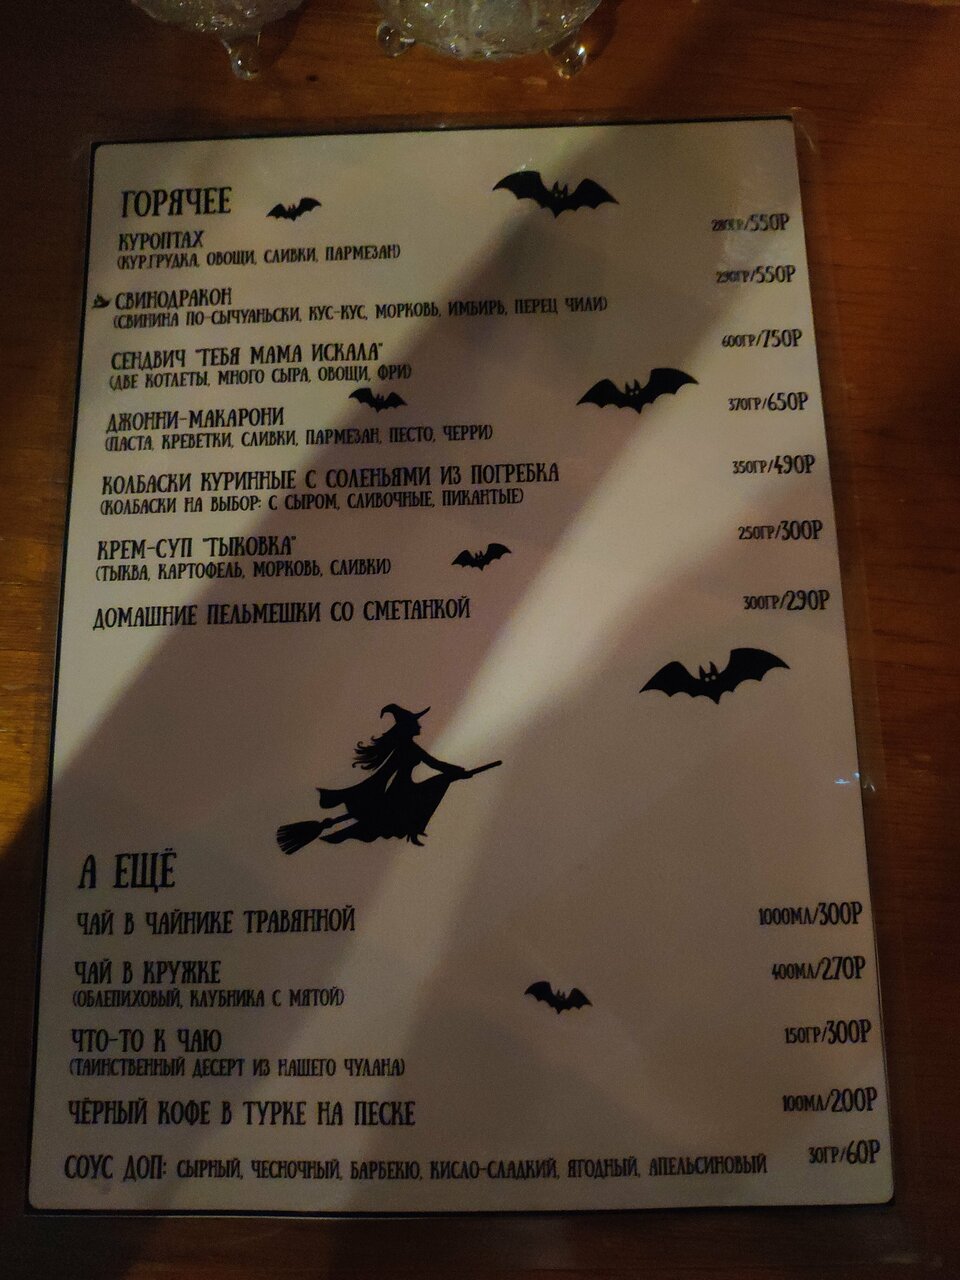 ГОРЯЧЕЕ
КУРОПТАХ 280ГР/550Р
(КУР.ГРУДКА, ОВОЩИ, СЛИВКИ, ПАРМЕЗАН)
СВИНОДРАКОН 290ГР/550Р
(СВИНИНА ПО-СЫЧУАНЬСКИ, КУС-КУС, МОРКОВЬ, ИМБИРЬ, ПЕРЕЦ ЧИЛИ)
СЕНДВИЧ "ТЕБЯ МАМА ИСКАЛА" 600ГР/750Р
(ДВЕ КОТЛЕТЫ, МНОГО СЫРА, ОВОЩИ, ФРИ)
ДЖОННИ-МАКАРОНИ 370ГР/650Р
(ПАСТА, КРЕВЕТКИ, СЛИВКИ, ПАРМЕЗАН, ПЕСТО, ЧЕРРИ)
КОЛБАСКИ КУРИННЫЕ С СОЛЕНЬЯМИ ИЗ ПОГРЕБКА 350ГР/490Р
(КОЛБАСКИ НА ВЫБОР: С СЫРОМ, СЛИВОЧНЫЕ, ПИКАНТЫЕ)
КРЕМ-СУП "ТЫКОВКА" 250ГР/300Р
(ТЫКВА, КАРТОФЕЛЬ, МОРКОВЬ, СЛИВКИ)
ДОМАШНИЕ ПЕЛЬМЕШКИ СО СМЕТАНКОЙ 300ГР/290Р
А ЕЩЁ
ЧАЙ В ЧАЙНИКЕ ТРАВЯННОЙ 1000МЛ/300Р
ЧАЙ В КРУЖКЕ 400МЛ/270Р
(ОБЛЕПИХОВЫЙ, КЛУБНИКА С МЯТОЙ)
ЧТО-ТО К ЧАЮ 150ГР/300Р
(ТАИНСТВЕННЫЙ ДЕСЕРТ ИЗ НАШЕГО ЧУЛАНА)
ЧЁРНЫЙ КОФЕ В ТУРКЕ НА ПЕСКЕ 100МЛ/200Р
СОУС ДОП: СЫРНЫЙ, ЧЕСНОЧНЫЙ, БАРБЕКЮ, КИСЛО-СЛАДКИЙ, ЯГОДНЫЙ, АПЕЛЬСИНОВЫЙ 30ГР/60Р